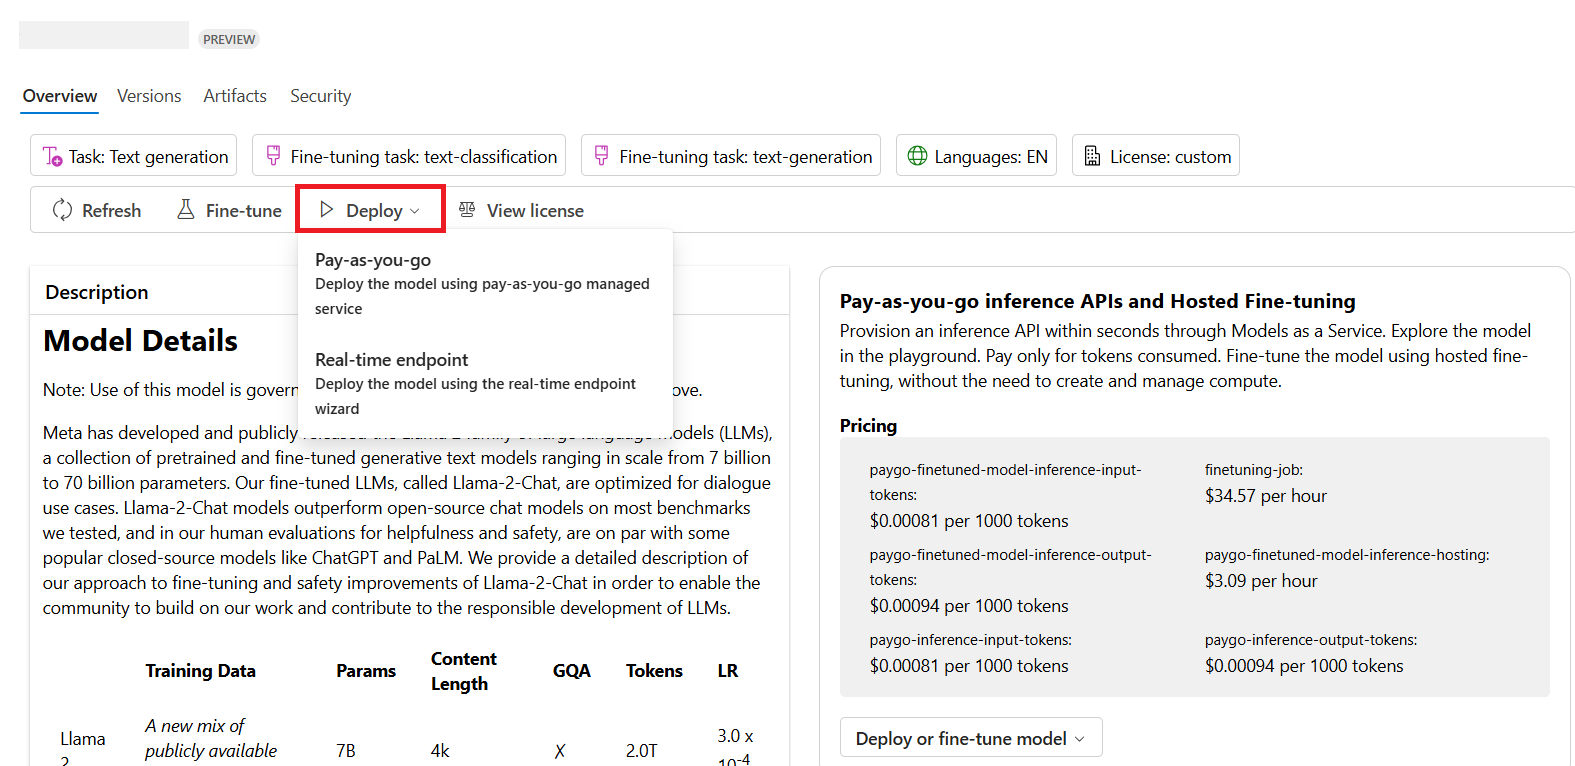 PREVIEW
Overview Versions Artifacts Security
Task: Text generation Fine-tuning task: text-classification Fine-tuning task: text-generation Languages: EN License: custom
Refresh Fine-tune Deploy View license
Pay-as-you-go
Deploy the model using pay-as-you-go managed
service
Real-time endpoint
Deploy the model using the real-time endpoint
wizard
Description
Model Details
Note: Use of this model is govern ove.
Meta has developed and publicly released the Llama 2 family of large language models (LLMs),
a collection of pretrained and fine-tuned generative text models ranging in scale from 7 billion
to 70 billion parameters. Our fine-tuned LLMs, called Llama-2-Chat, are optimized for dialogue
use cases. Llama-2-Chat models outperform open-source chat models on most benchmarks
we tested, and in our human evaluations for helpfulness and safety, are on par with some
popular closed-source models like ChatGPT and PaLM. We provide a detailed description of
our approach to fine-tuning and safety improvements of Llama-2-Chat in order to enable the
community to build on our work and contribute to the responsible development of LLMs.
Training Data Params Content Length GQA Tokens LR
Llama 2 A new mix of publicly available 7B 4k ✗ 2.0T 3.0 x 10-4
Pay-as-you-go inference APIs and Hosted Fine-tuning
Provision an inference API within seconds through Models as a Service. Explore the model
in the playground. Pay only for tokens consumed. Fine-tune the model using hosted fine-
tuning, without the need to create and manage compute.
Pricing
paygo-finetuned-model-inference-input-
tokens:
$0.00081 per 1000 tokens
finetuning-job:
$34.57 per hour
paygo-finetuned-model-inference-output-
tokens:
$0.00094 per 1000 tokens
paygo-finetuned-model-inference-hosting:
$3.09 per hour
paygo-inference-input-tokens:
$0.00081 per 1000 tokens
paygo-inference-output-tokens:
$0.00094 per 1000 tokens
Deploy or fine-tune model